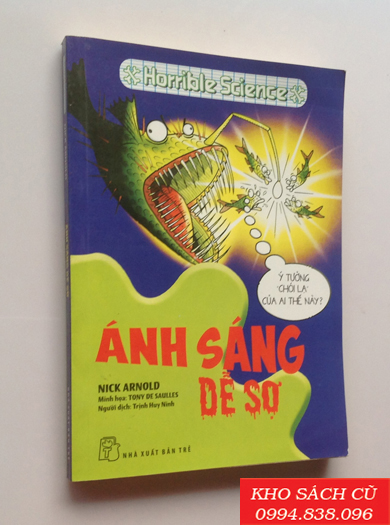 Horrible Science
Ý TƯỞNG
"CHÓI LÀ"
CỦA AI THẾ NÀY?
ÁNH SÁNG
DỄ SỢ
NICK ARNOLD
Minh họa: TONY DE SAULLES
Người dịch: Trịnh Huy Ninh
NHÀ XUẤT BẢN TRẺ
KHO SÁCH CŨ
0994.838.096